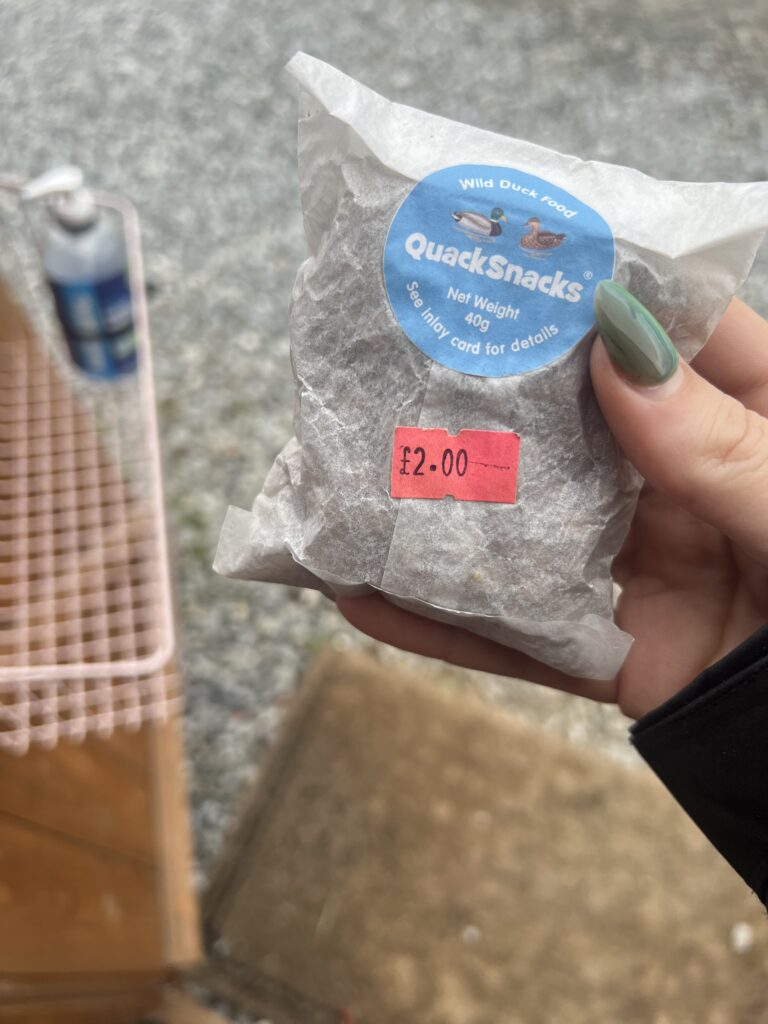 Wild Duck Food
QuackSnacks®
Net Weight
40g
See inlay card for details
£2.00